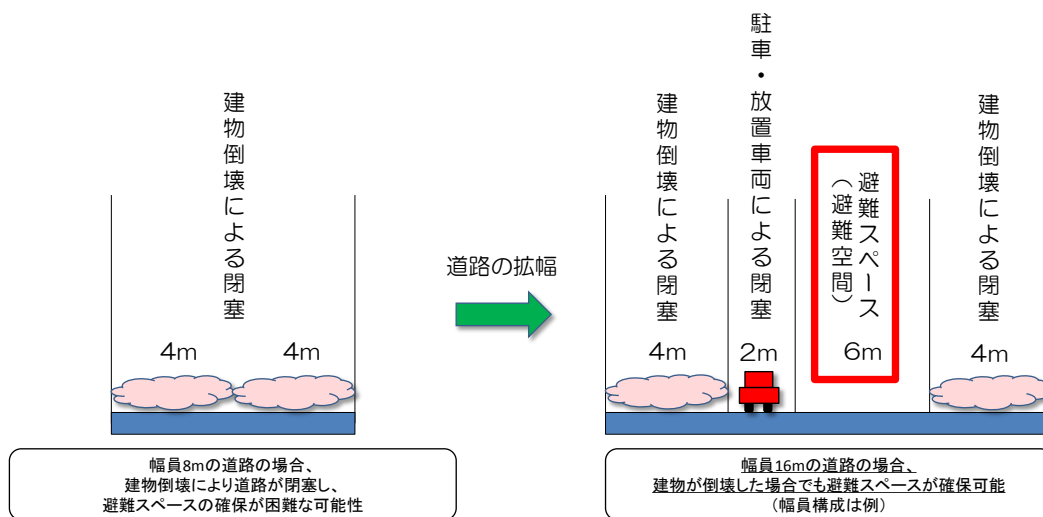 建物倒壊による閉塞
4m
4m
幅員8mの道路の場合、
建物倒壊により道路が閉塞し、
避難スペースの確保が困難な可能性
道路の拡幅
建物倒壊による閉塞
4m
駐車・放置車両による閉塞
2m
避難スペース
（避難空間）
6m
建物倒壊による閉塞
4m
幅員16mの道路の場合、
建物が倒壊した場合でも避難スペースが確保可能
（幅員構成は例）